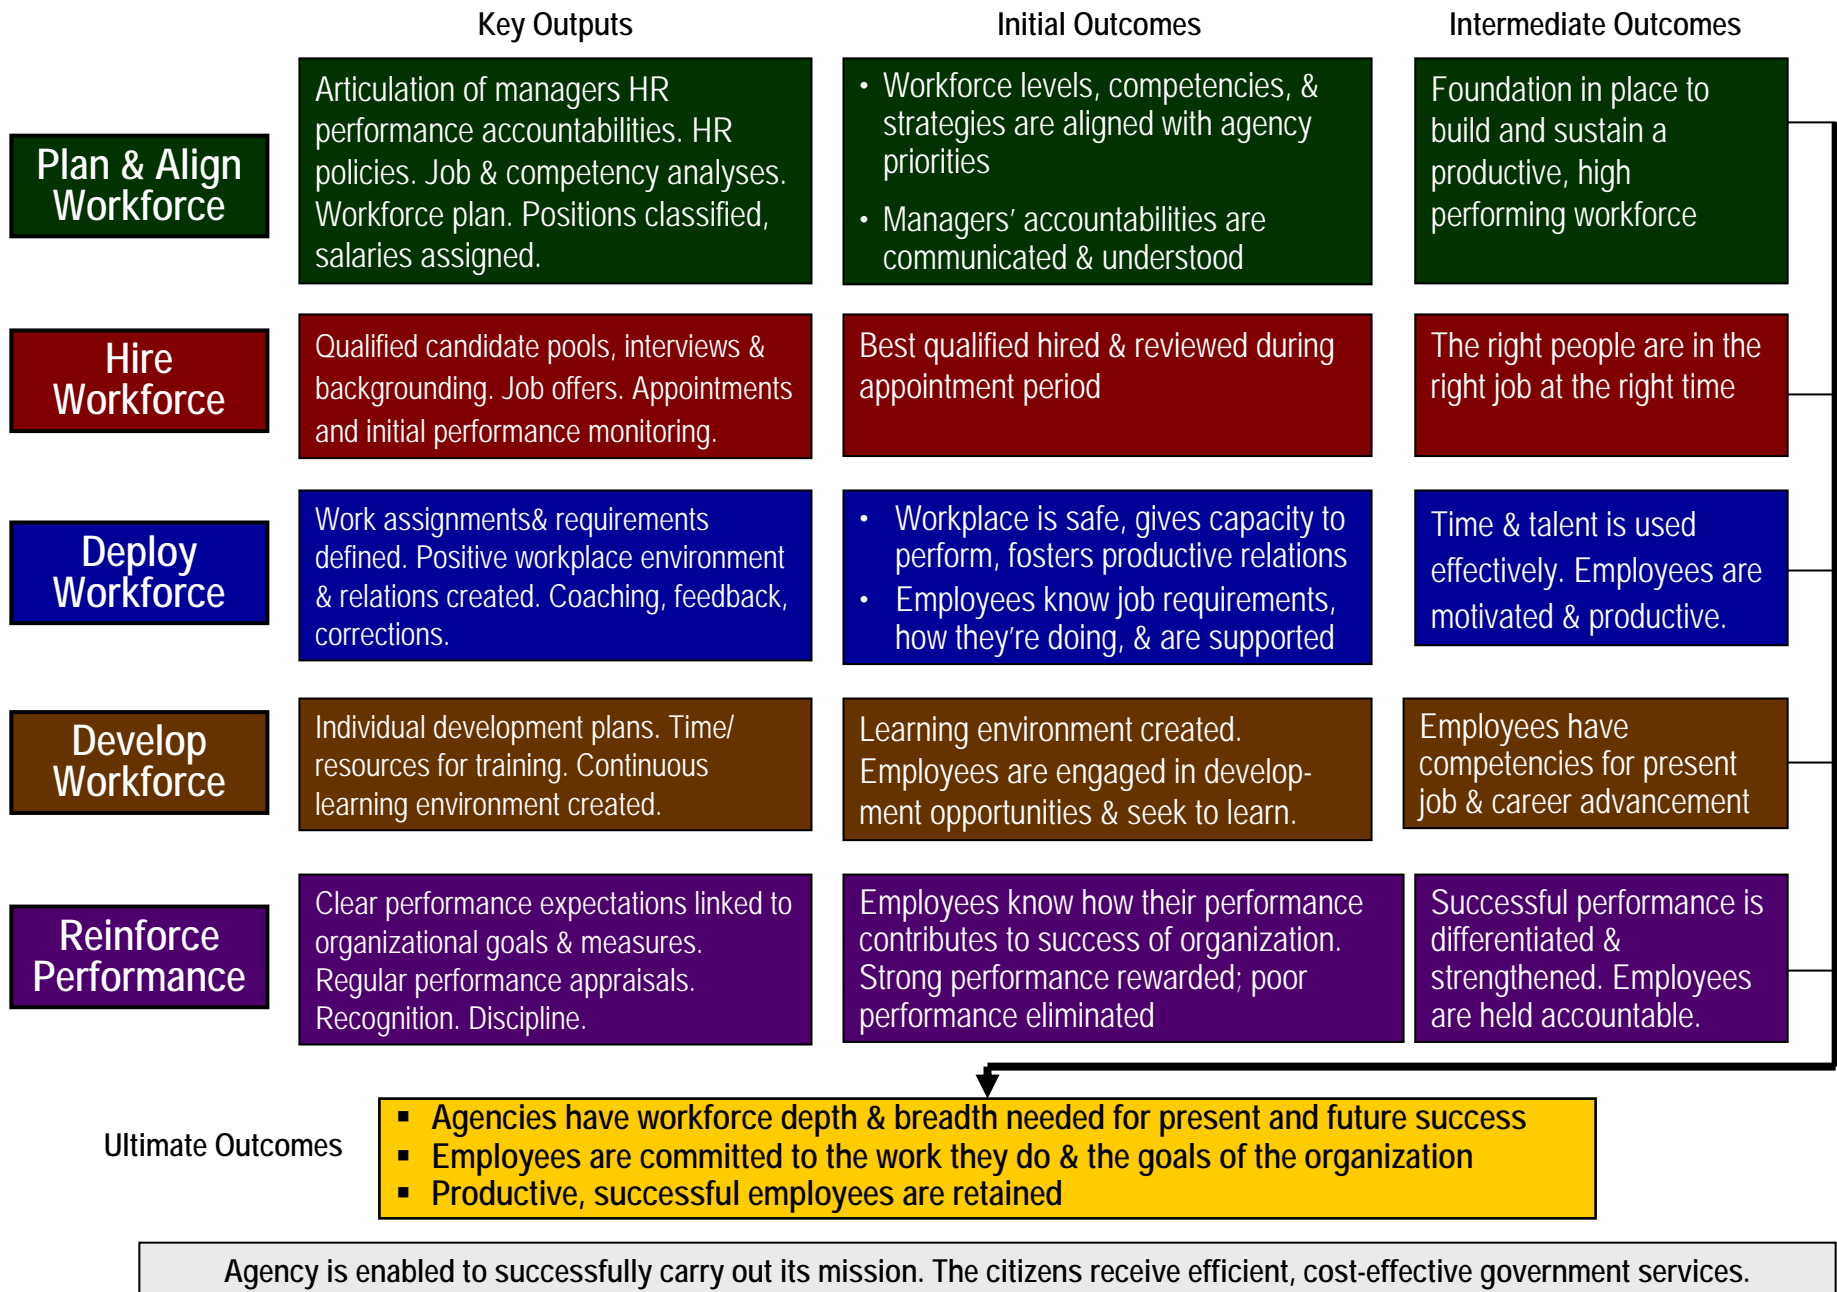 Key Outputs
Initial Outcomes
Intermediate Outcomes
Plan & Align
Workforce
Articulation of managers HR
performance accountabilities. HR
policies. Job & competency analyses.
Workforce plan. Positions classified,
salaries assigned.
• Workforce levels, competencies, &
strategies are aligned with agency
priorities
• Managers’ accountabilities are
communicated & understood
Foundation in place to
build and sustain a
productive, high
performing workforce
Hire
Workforce
Qualified candidate pools, interviews &
backgrounding. Job offers. Appointments
and initial performance monitoring.
Best qualified hired & reviewed during
appointment period
The right people are in the
right job at the right time
Deploy
Workforce
Work assignments& requirements
defined. Positive workplace environment
& relations created. Coaching, feedback,
corrections.
• Workplace is safe, gives capacity to
perform, fosters productive relations
• Employees know job requirements,
how they’re doing, & are supported
Time & talent is used
effectively. Employees are
motivated & productive.
Develop
Workforce
Individual development plans. Time/
resources for training. Continuous
learning environment created.
Learning environment created.
Employees are engaged in develop-
ment opportunities & seek to learn.
Employees have
competencies for present
job & career advancement
Reinforce
Performance
Clear performance expectations linked to
organizational goals & measures.
Regular performance appraisals.
Recognition. Discipline.
Employees know how their performance
contributes to success of organization.
Strong performance rewarded; poor
performance eliminated
Successful performance is
differentiated &
strengthened. Employees
are held accountable.
Ultimate Outcomes
▪ Agencies have workforce depth & breadth needed for present and future success
▪ Employees are committed to the work they do & the goals of the organization
▪ Productive, successful employees are retained
Agency is enabled to successfully carry out its mission. The citizens receive efficient, cost-effective government services.